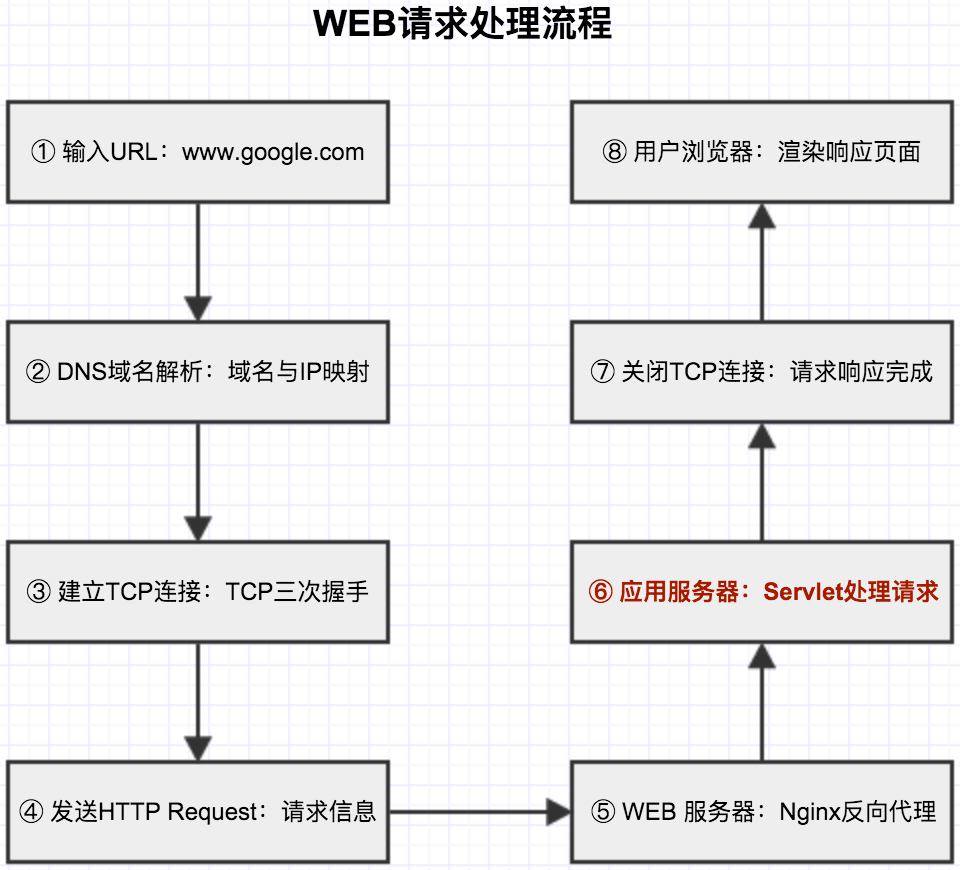 WEB请求处理流程
① 输入URL：www.google.com
② DNS域名解析：域名与IP映射
③ 建立TCP连接：TCP三次握手
④ 发送HTTP Request：请求信息
⑤ WEB 服务器：Nginx反向代理
⑥ 应用服务器：Servlet处理请求
⑦ 关闭TCP连接：请求响应完成
⑧ 用户浏览器：渲染响应页面